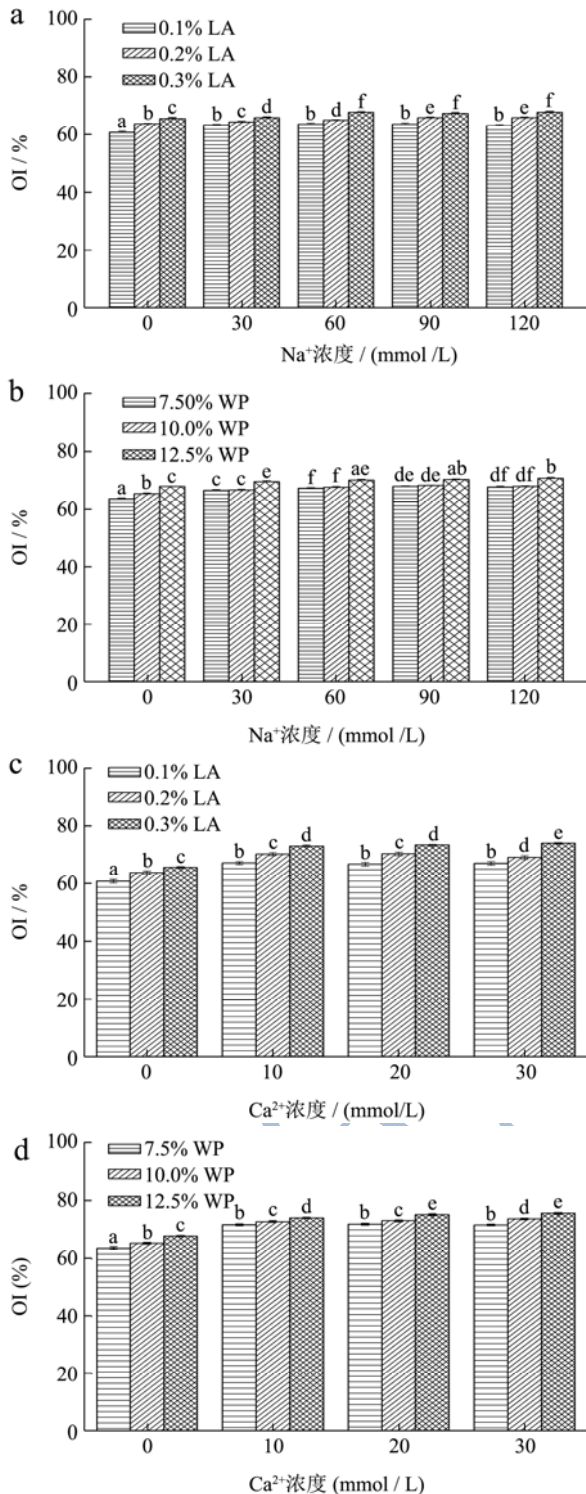 a
100
80
60
40
20
0
OI / %
0.1% LA
0.2% LA
0.3% LA
a b c b c d b d f b e f b e f
0 30 60 90 120
Na⁺浓度 / (mmol /L)
b
100
80
60
40
20
0
OI / %
7.50% WP
10.0% WP
12.5% WP
a b c c c e f f ae de de ab df df b
0 30 60 90 120
Na⁺浓度 / (mmol /L)
c
100
80
60
40
20
0
OI / %
0.1% LA
0.2% LA
0.3% LA
a b c b c d b c d b d e
0 10 20 30
Ca²⁺浓度 / (mmol/L)
d
100
80
60
40
20
0
OI (%)
7.5% WP
10.0% WP
12.5% WP
a b c b c d b c e b d e
0 10 20 30
Ca²⁺浓度 (mmol / L)